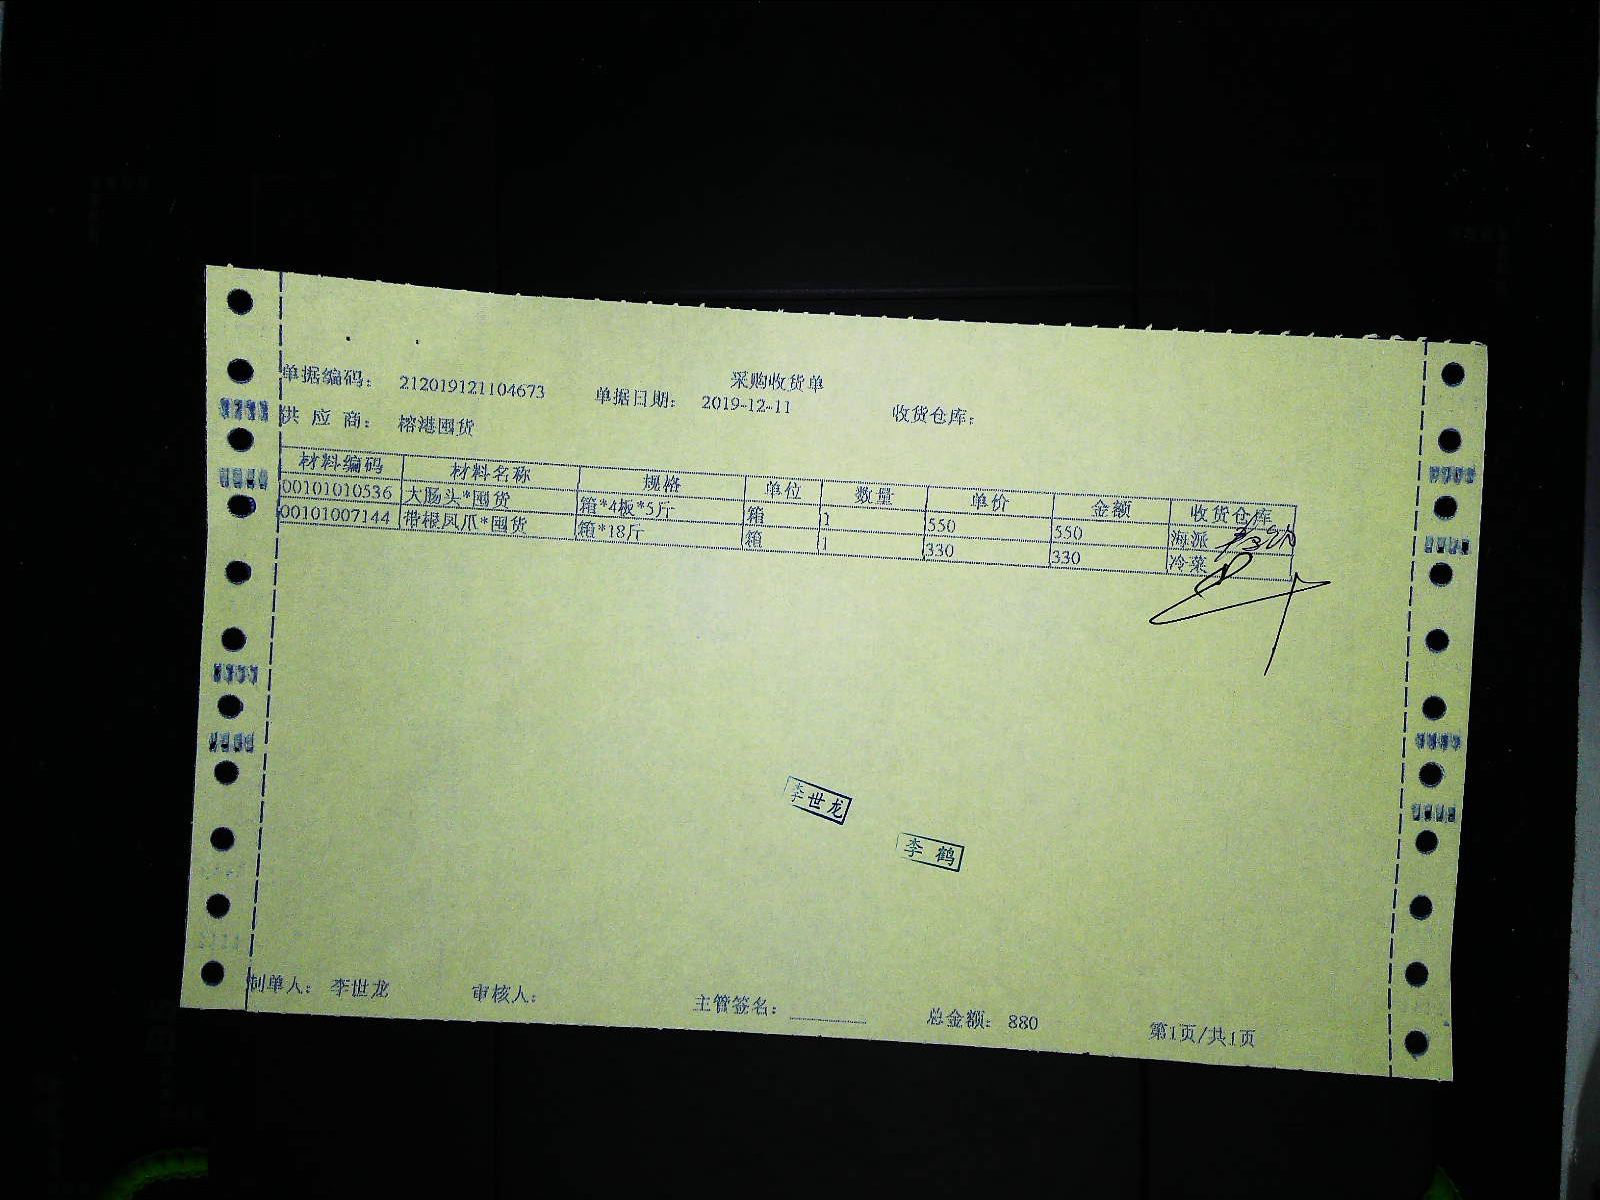 采购收货单
单据编码: 212019121104673 单据日期: 2019-12-11 收货仓库:
供 应 商: 榕港囤货
材料编码 材料名称 规格 单位 数量 单价 金额 收货仓库
00101010536 大肠头*囤货 箱*4板*5斤 箱 1 550 550 海派
00101007144 带根凤爪*囤货 箱*18斤 箱 1 330 330 冷菜
李世龙
李 鹤
制单人: 李世龙 审核人: 主管签名: 总金额: 880 第1页/共1页